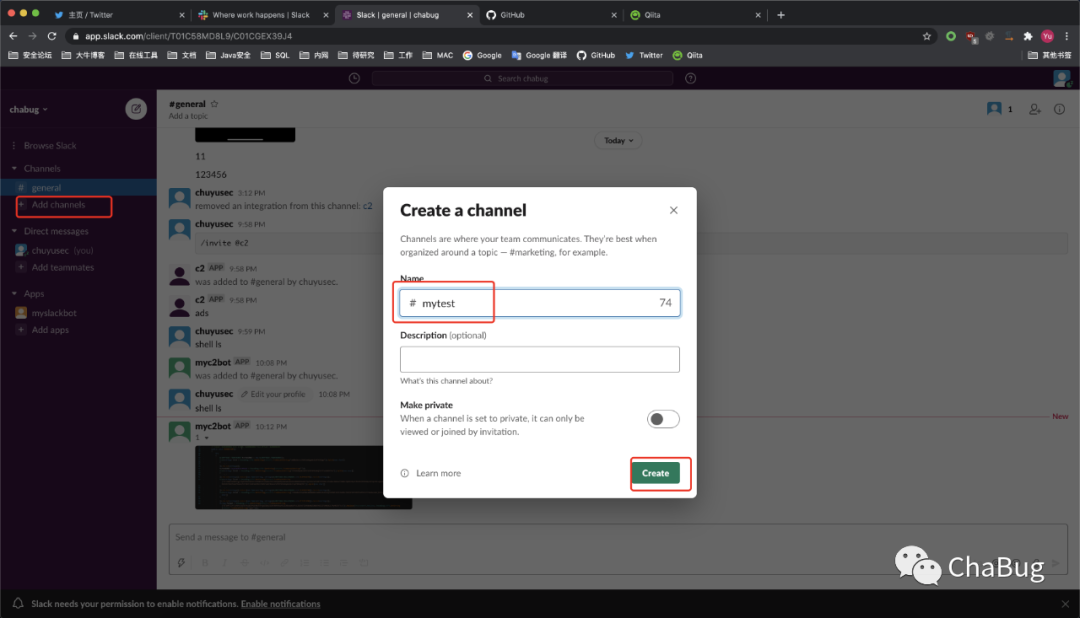 主页 / Twitter
Where work happens | Slack
Slack | general | chabug
GitHub
Qiita
app.slack.com/client/T01C58MD8L9/C01CGEX39J4
Yu
安全论坛 大牛博客 在线工具 文档 Java安全 SQL 内网 待研究 工作 MAC Google Google 翻译 GitHub Twitter Qiita 其他书签
Search chabug
chabug
Browse Slack
Channels
# general
+ Add channels
Direct messages
chuyusec (you)
+ Add teammates
Apps
myslackbot
+ Add apps
#general
Add a topic
1
Today
11
123456
chuyusec 3:12 PM
removed an integration from this channel: c2
chuyusec 9:58 PM
/invite #c2
c2 APP 9:58 PM
was added to #general by chuyusec.
c2 APP 9:58 PM
ads
chuyusec 9:59 PM
shell ls
myc2bot APP 10:08 PM
was added to #general by chuyusec.
chuyusec Edit your profile 10:08 PM
shell ls
New
myc2bot APP 10:12 PM
1
Send a message to #general
Create a channel
Channels are where your team communicates. They're best when
organized around a topic — #marketing, for example.
Name
# mytest 74
Description (optional)
What's this channel about?
Make private
When a channel is set to private, it can only be
viewed or joined by invitation.
Learn more
Create
ChaBug
Slack needs your permission to enable notifications. Enable notifications